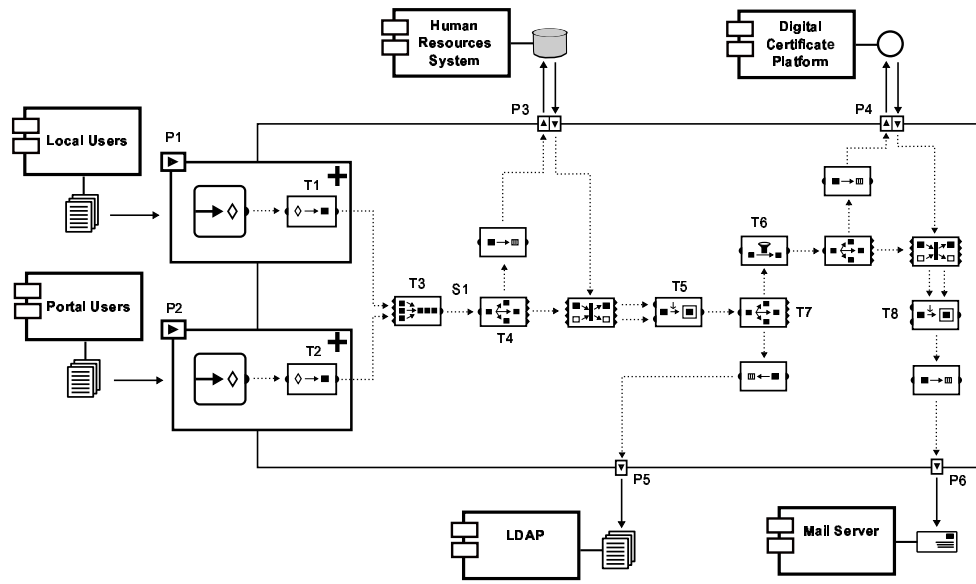 Human
Resources
System
Digital
Certificate
Platform
P3
P4
Local Users
P1
T1
T6
Portal Users
T3
S1
T5
P2
T4
T7
T8
T2
P5
P6
LDAP
Mail Server